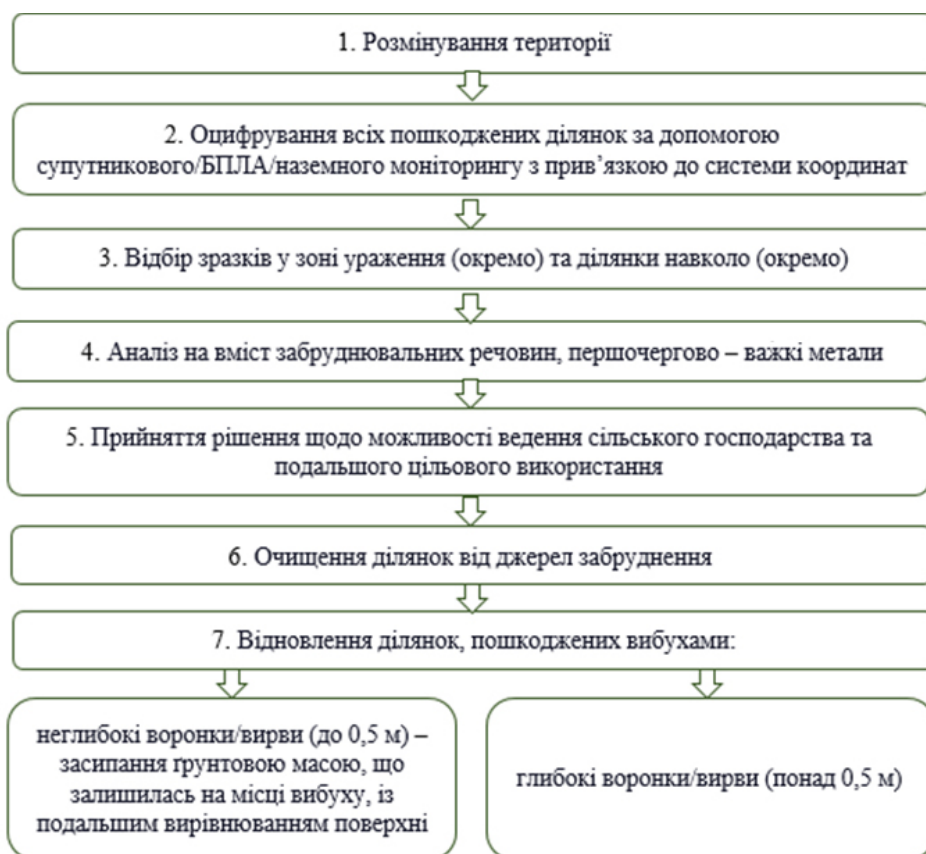 1. Розмінування території
2. Оцифрування всіх пошкоджених ділянок за допомогою
супутникового/БПЛА/наземного моніторингу з прив’язкою до системи координат
3. Відбір зразків у зоні ураження (окремо) та ділянки навколо (окремо)
4. Аналіз на вміст забруднювальних речовин, першочергово – важкі метали
5. Прийняття рішення щодо можливості ведення сільського господарства та
подальшого цільового використання
6. Очищення ділянок від джерел забруднення
7. Відновлення ділянок, пошкоджених вибухами:
неглибокі воронки/вирви (до 0,5 м) –
засипання ґрунтовою масою, що
залишилась на місці вибуху, із
подальшим вирівнюванням поверхні
глибокі воронки/вирви (понад 0,5 м)